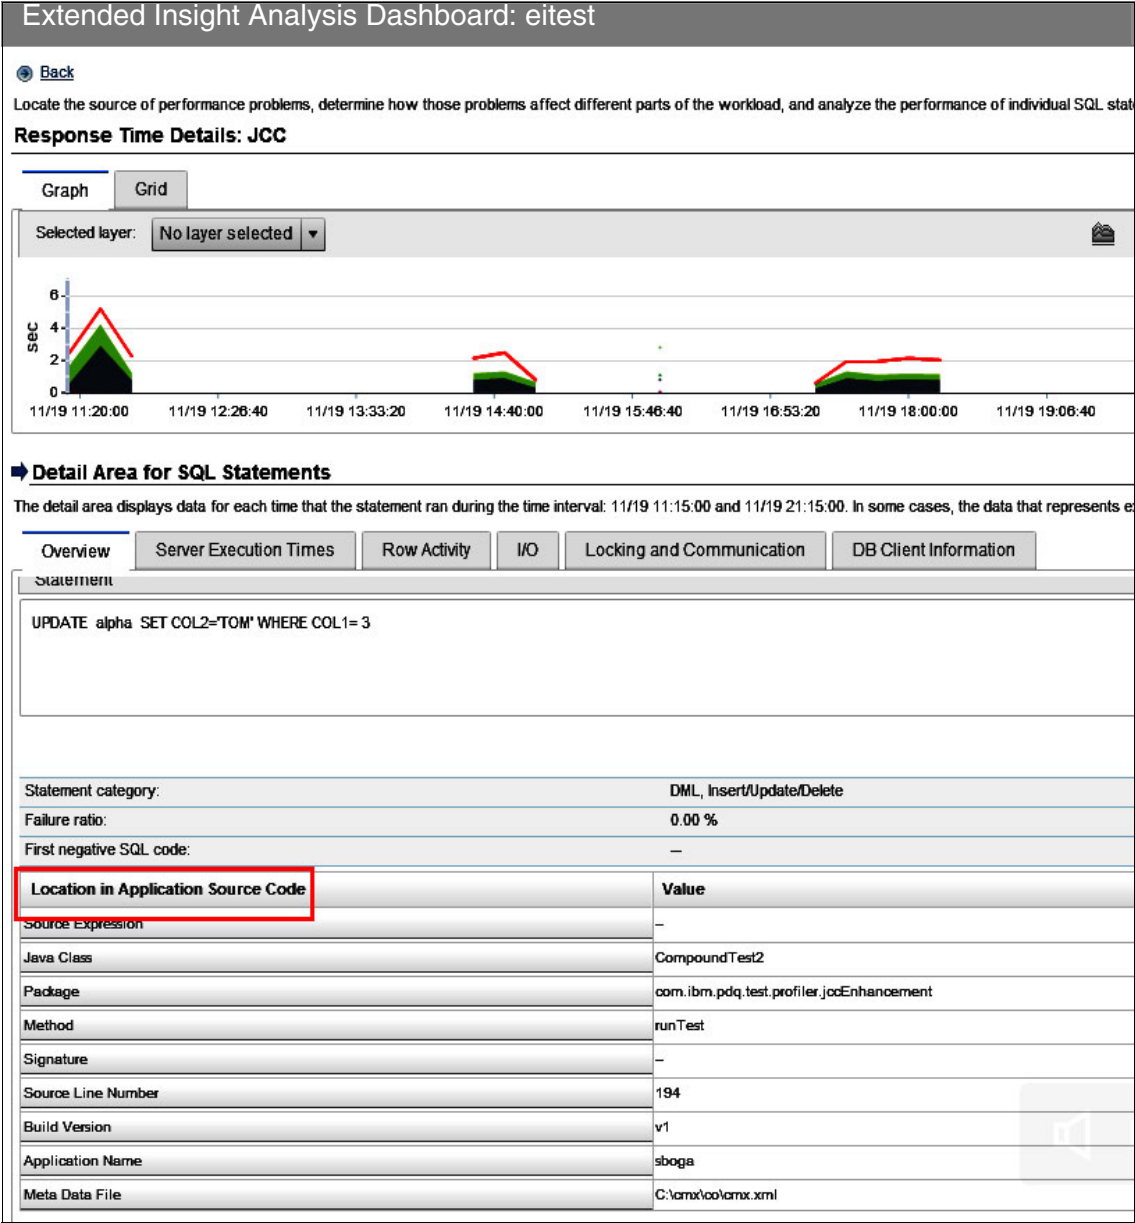 Extended Insight Analysis Dashboard: eitest
Back
Locate the source of performance problems, determine how those problems affect different parts of the workload, and analyze the performance of individual SQL stat
Response Time Details: JCC
Graph Grid
Selected layer: No layer selected
6
4
2
0
sec
11/19 11:20:00 11/19 12:26:40 11/19 13:33:20 11/19 14:40:00 11/19 15:46:40 11/19 16:53:20 11/19 18:00:00 11/19 19:06:40
Detail Area for SQL Statements
The detail area displays data for each time that the statement ran during the time interval: 11/19 11:15:00 and 11/19 21:15:00. In some cases, the data that represents e
Overview Server Execution Times Row Activity I/O Locking and Communication DB Client Information
Statement
UPDATE alpha SET COL2='TOM' WHERE COL1= 3
Statement category: DML, Insert/Update/Delete
Failure ratio: 0.00 %
First negative SQL code: –
Location in Application Source Code Value
Source Expression –
Java Class CompoundTest2
Package com.ibm.pdq.test.profiler.jccEnhancement
Method runTest
Signature –
Source Line Number 194
Build Version v1
Application Name sboga
Meta Data File C:\cmx\co\cmx.xml